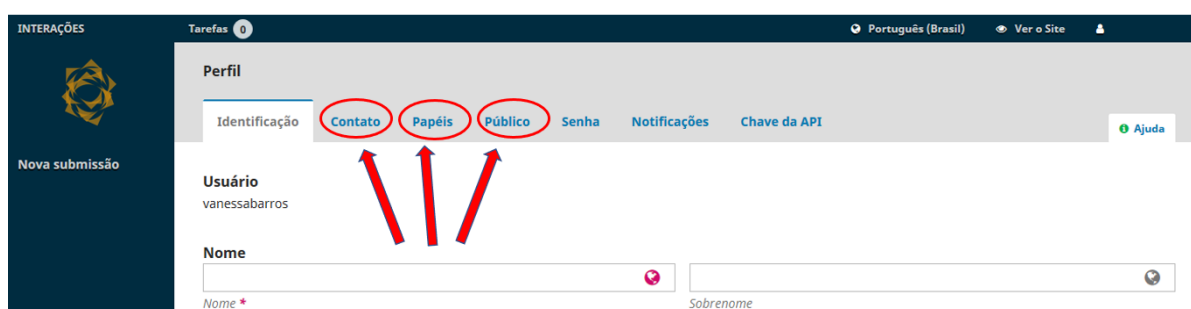 INTERAÇÕES Tarefas 0 Português (Brasil) Ver o Site
Perfil
Identificação Contato Papéis Público Senha Notificações Chave da API
Ajuda
Nova submissão
Usuário
vanessabarros
Nome
Nome * Sobrenome